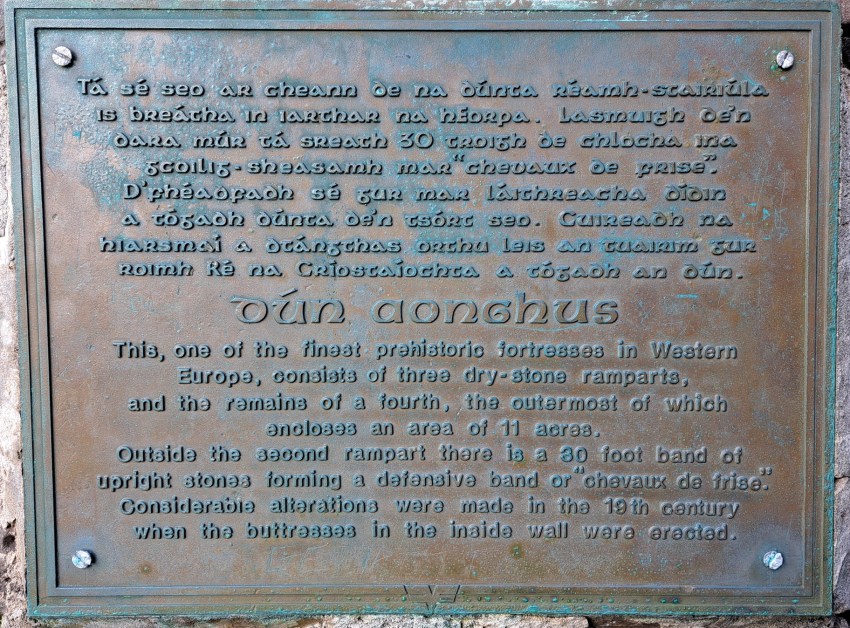 Tá sé seo ar cheann de na dúnta réamh-stairiúla
is breátha in iarthar na hEorpa. Lasmuigh de'n
dara múr tá sreath 30 troigh de chlocha ina
gcoilig-sheasamh mar "chevaux de frise".
D'fhéadfadh sé gur mar láithreacha dídin
a tógadh dúnta de'n tsórt seo. Cuireadh na
hiarsmaí a dtángthas orthu leis an tuairim gur
roimh Ré na Críostaíochta a tógadh an dún.
Dún Aonghus
This, one of the finest prehistoric fortresses in Western
Europe, consists of three dry-stone ramparts,
and the remains of a fourth, the outermost of which
encloses an area of 11 acres.
Outside the second rampart there is a 30 foot band of
upright stones forming a defensive band or "chevaux de frise."
Considerable alterations were made in the 19th century
when the buttresses in the inside wall were erected.